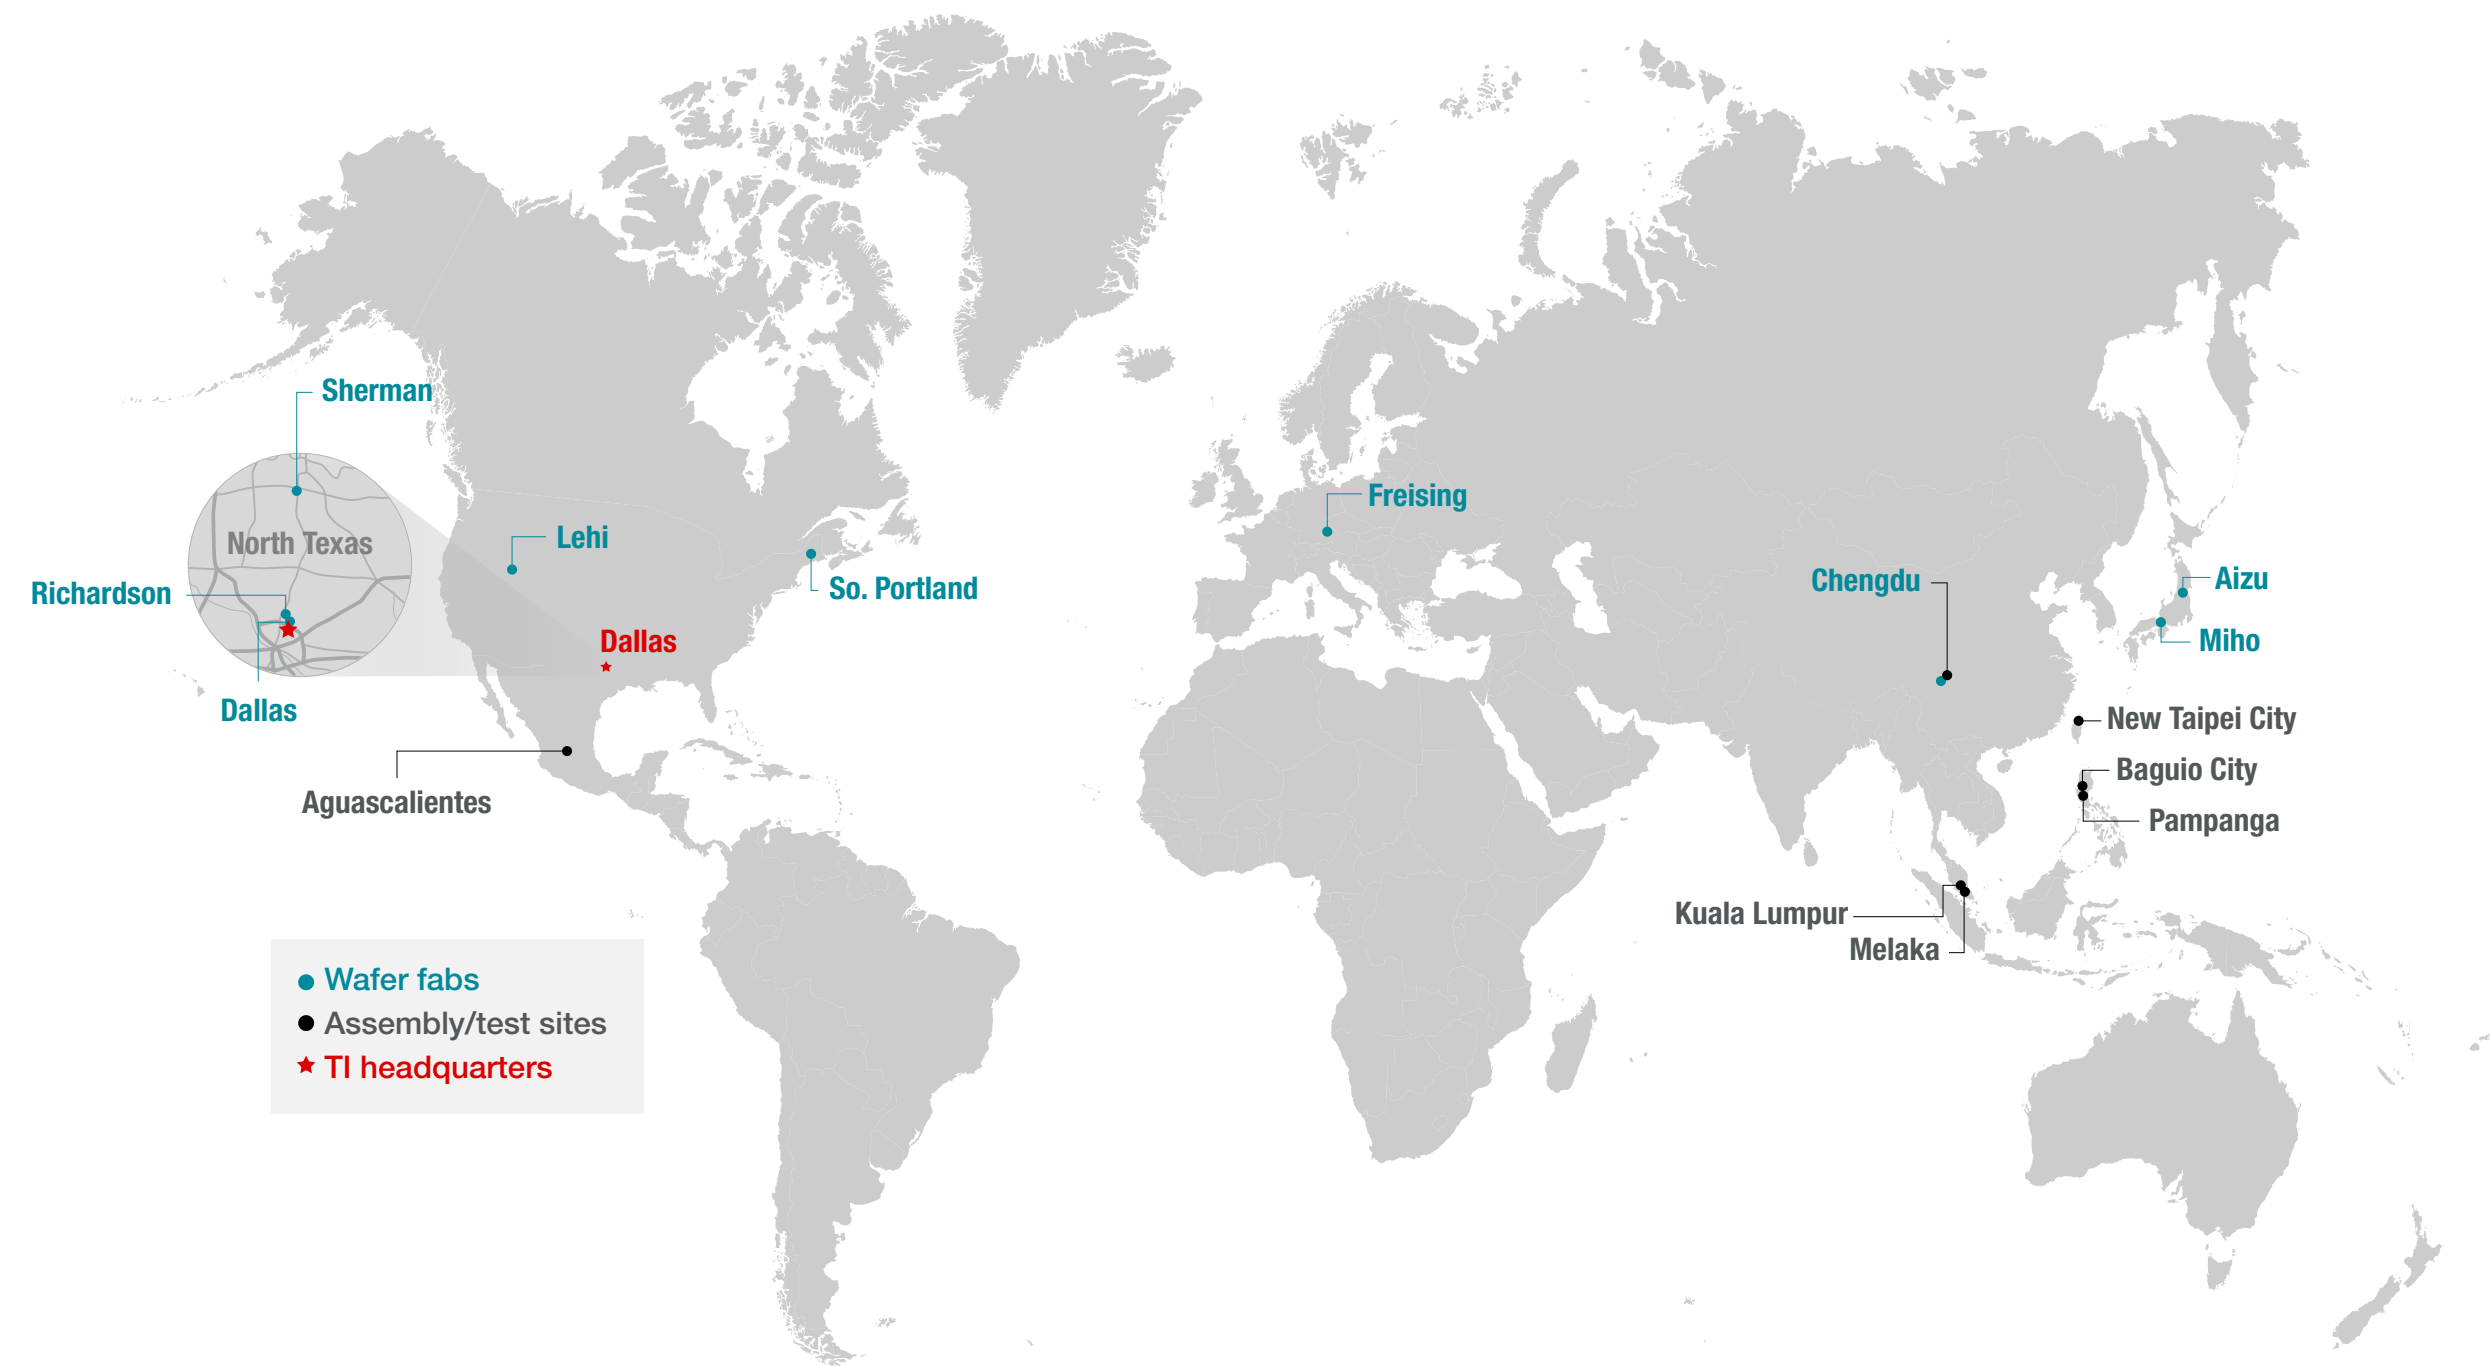 Sherman
North Texas
Richardson
Dallas
Lehi
So. Portland
Dallas
Aguascalientes
Freising
Chengdu
Aizu
Miho
New Taipei City
Baguio City
Pampanga
Kuala Lumpur
Melaka
Wafer fabs
Assembly/test sites
TI headquarters